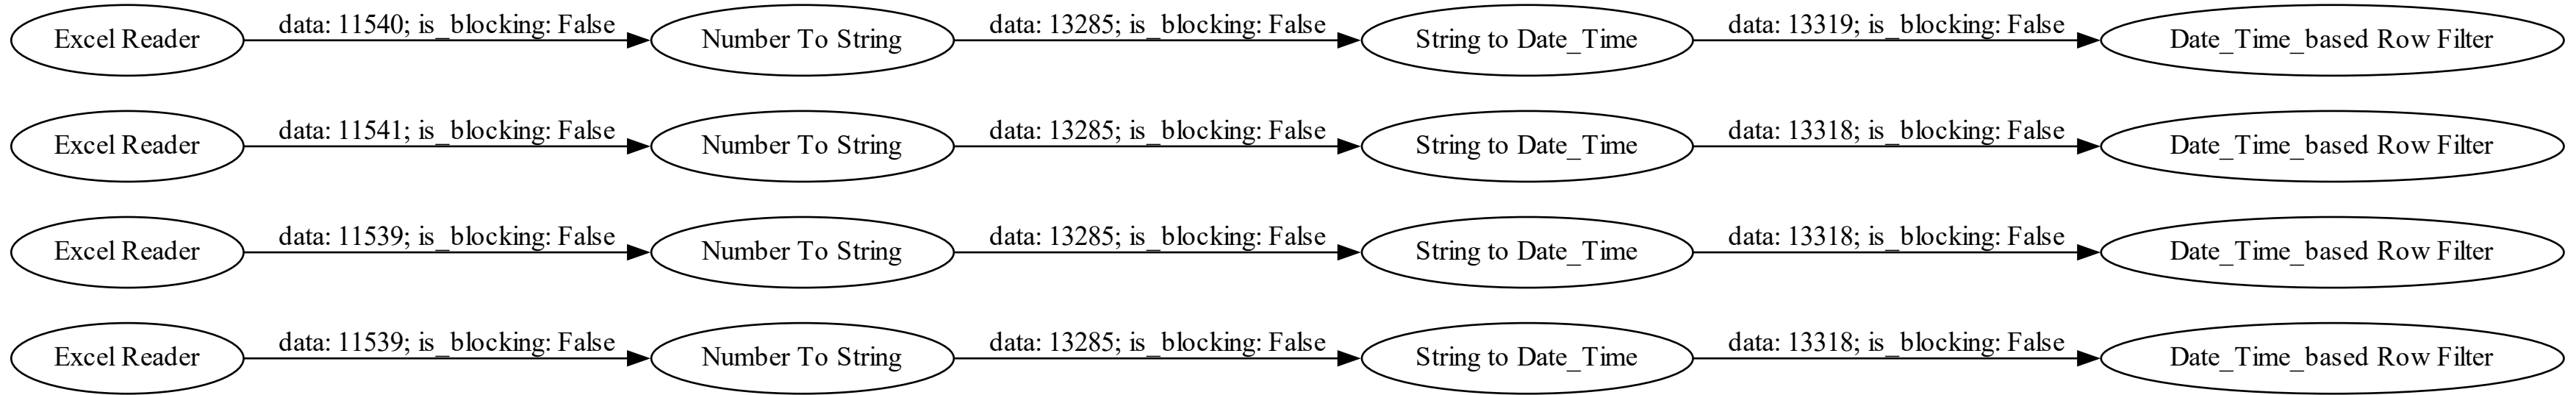 Excel Reader data: 11540; is_blocking: False Number To String data: 13285; is_blocking: False String to Date_Time data: 13319; is_blocking: False Date_Time_based Row Filter
Excel Reader data: 11541; is_blocking: False Number To String data: 13285; is_blocking: False String to Date_Time data: 13318; is_blocking: False Date_Time_based Row Filter
Excel Reader data: 11539; is_blocking: False Number To String data: 13285; is_blocking: False String to Date_Time data: 13318; is_blocking: False Date_Time_based Row Filter
Excel Reader data: 11539; is_blocking: False Number To String data: 13285; is_blocking: False String to Date_Time data: 13318; is_blocking: False Date_Time_based Row Filter